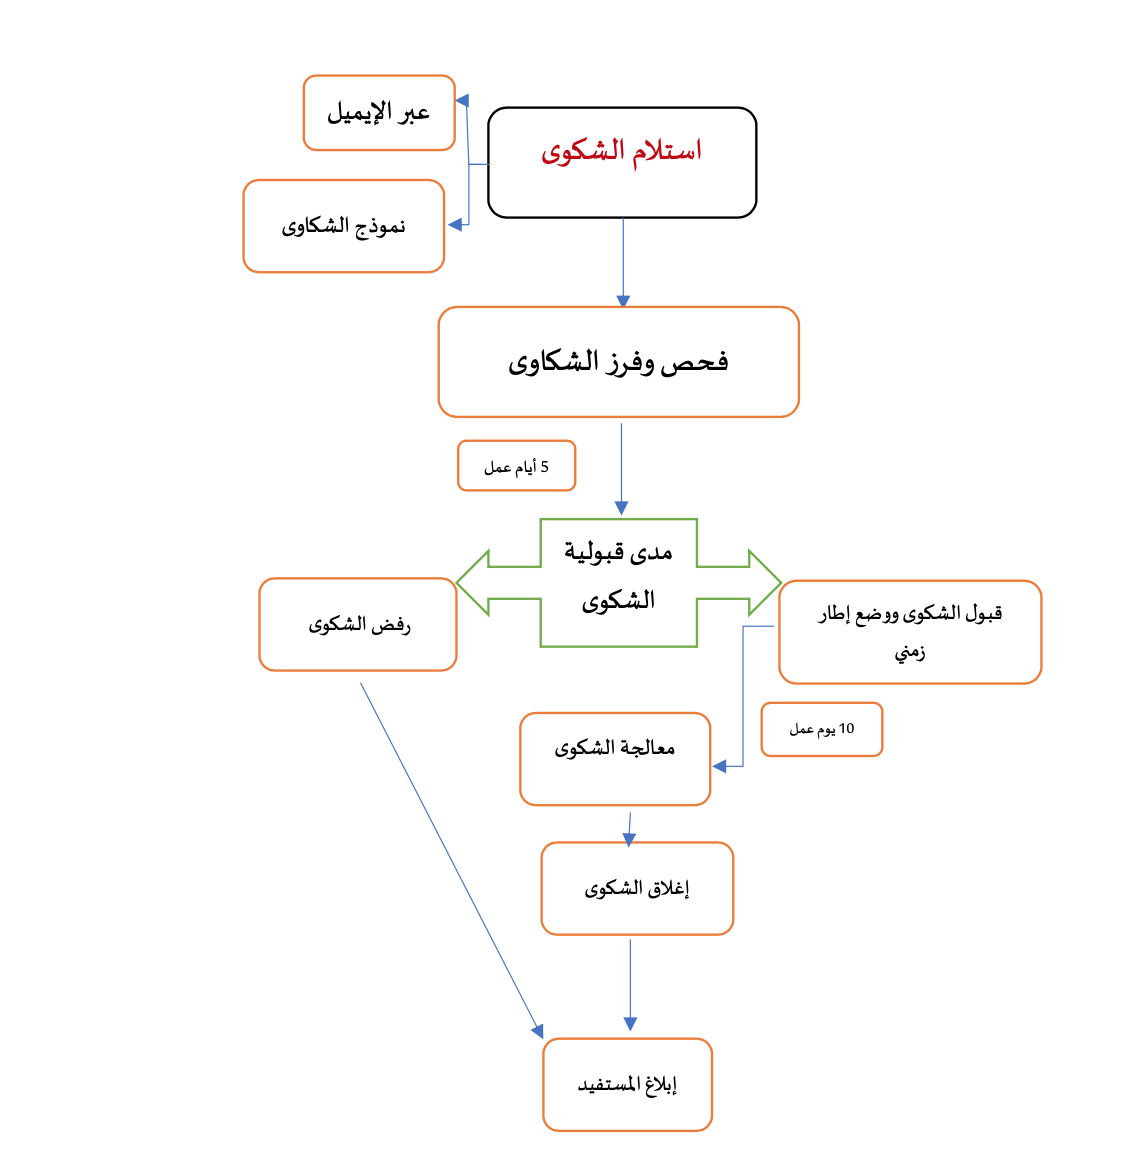 عبر الإيميل
استلام الشكوى
نموذج الشكاوى
فحص وفرز الشكاوى
5 أيام عمل
مدى قبولية
الشكوى
قبول الشكوى ووضع إطار
زمني
رفض الشكوى
10 يوم عمل
معالجة الشكوى
إغلاق الشكوى
إبلاغ المستفيد